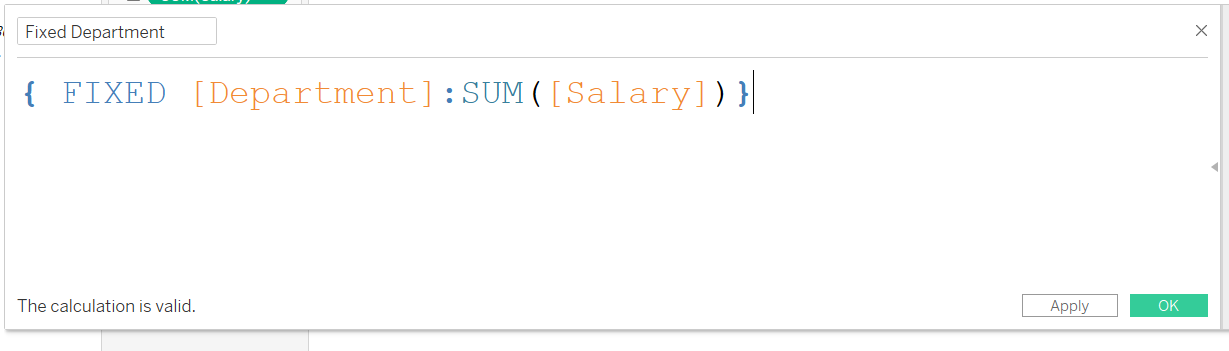 Fixed Department
{ FIXED [Department]:SUM([Salary])}
The calculation is valid.
Apply
OK